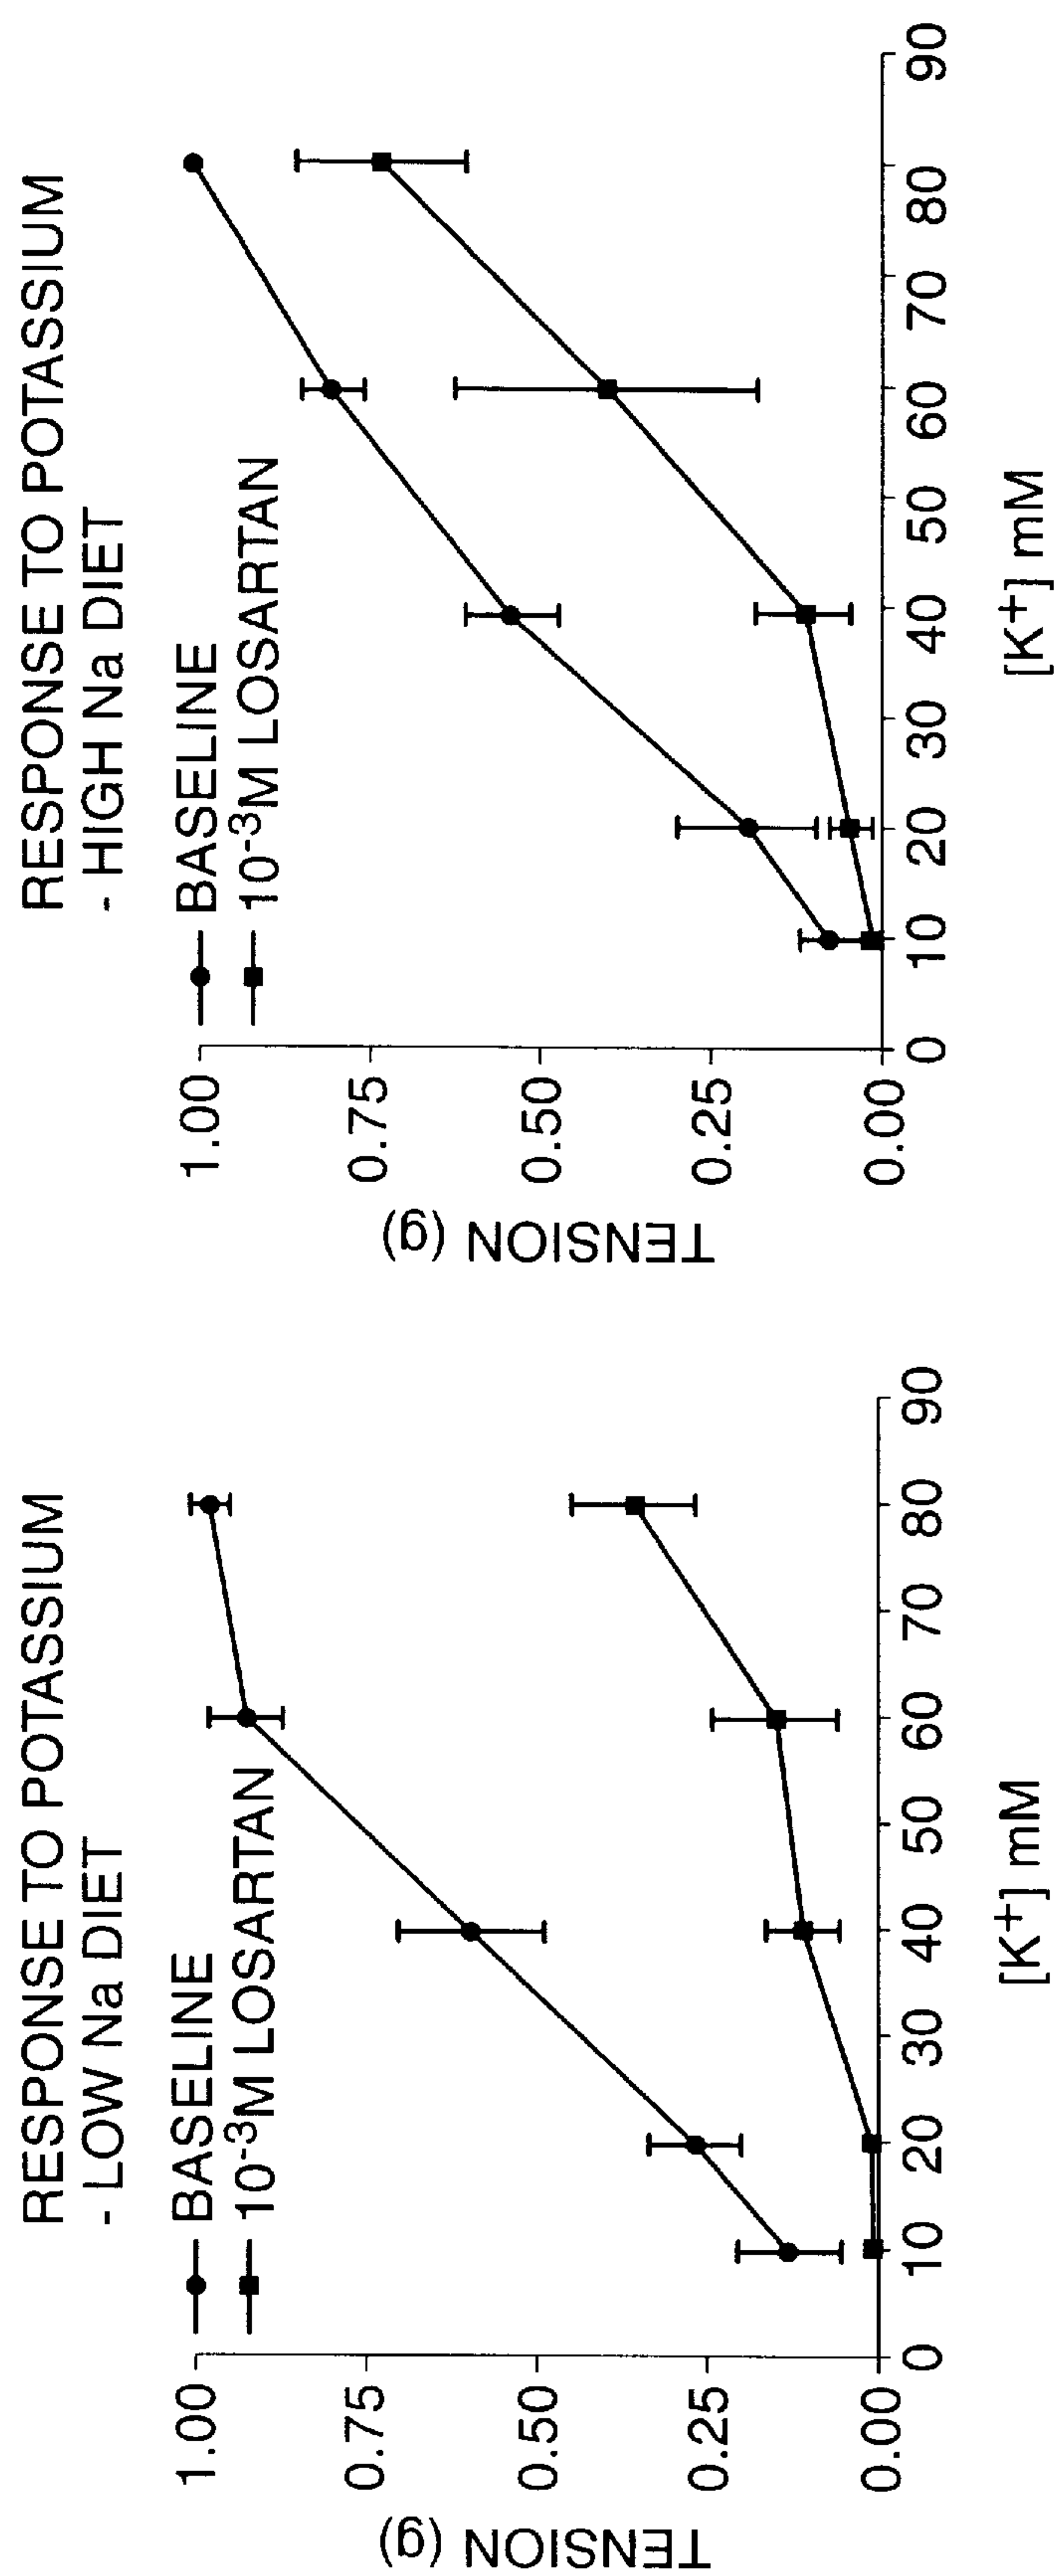 RESPONSE TO POTASSIUM
- LOW Na DIET
BASELINE
10⁻³M LOSARTAN
1.00
0.75
0.50
0.25
0.00
TENSION (g)
0 10 20 30 40 50 60 70 80 90
[K⁺] mM
RESPONSE TO POTASSIUM
- HIGH Na DIET
BASELINE
10⁻³M LOSARTAN
1.00
0.75
0.50
0.25
0.00
TENSION (g)
0 10 20 30 40 50 60 70 80 90
[K⁺] mM